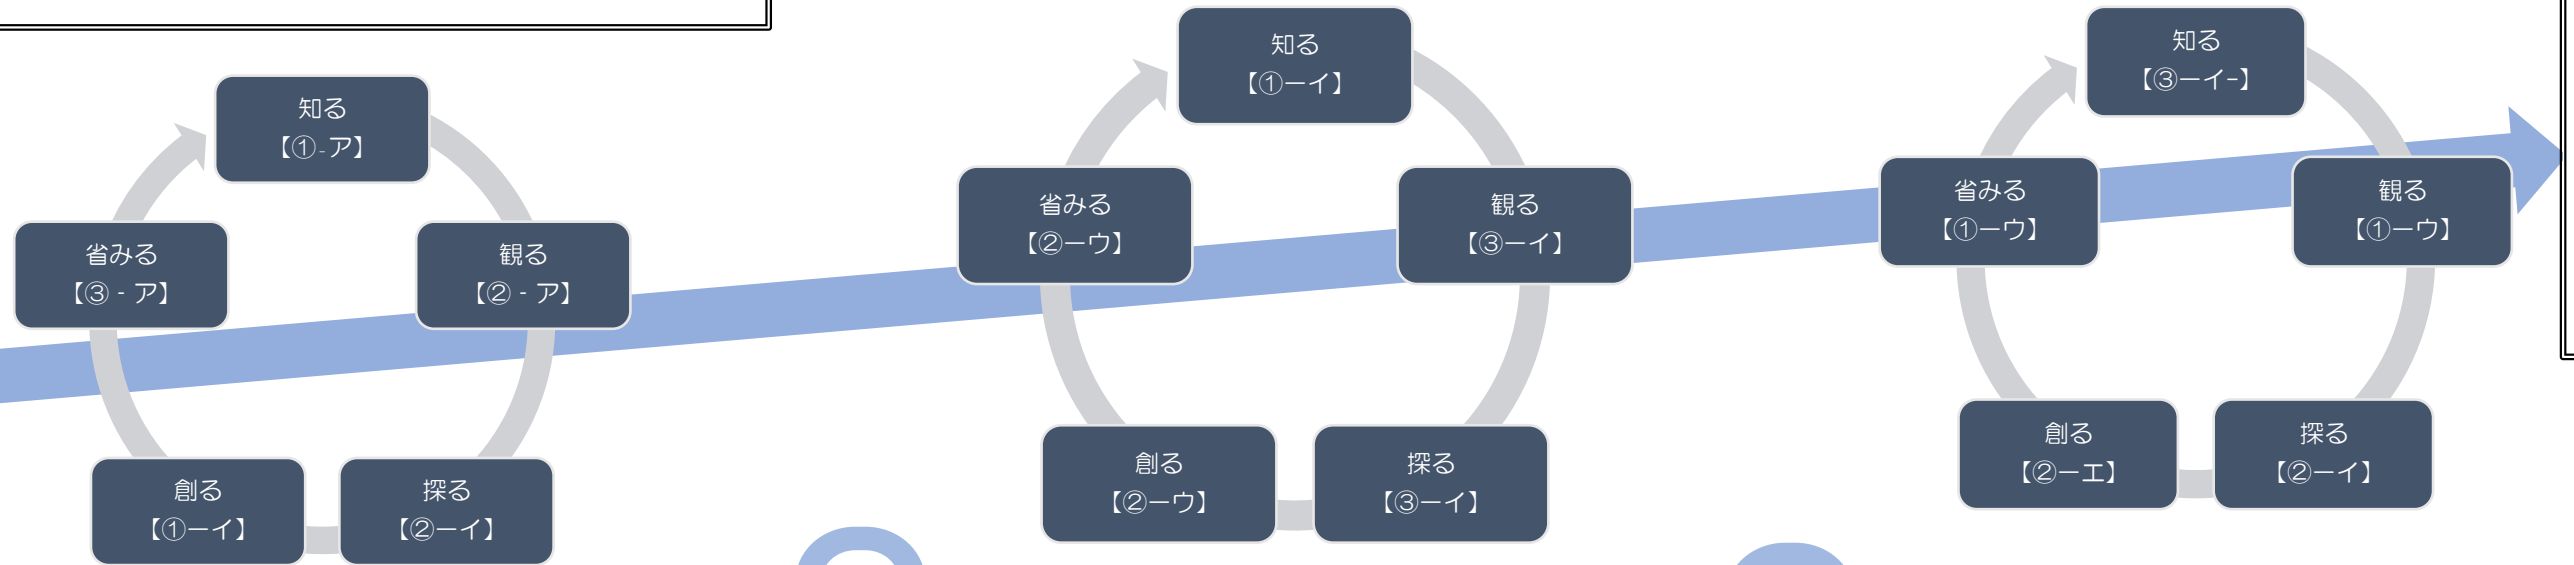 知る
【①-ア】
観る
【② - ア】
探る
【②ーイ】
創る
【①ーイ】
省みる
【③ - ア】
知る
【①ーイ】
観る
【③ーイ】
探る
【③ーイ】
創る
【②ーウ】
省みる
【②ーウ】
知る
【③ーイ-】
観る
【①ーウ】
探る
【②ーイ】
創る
【②ーエ】
省みる
【①ーウ】